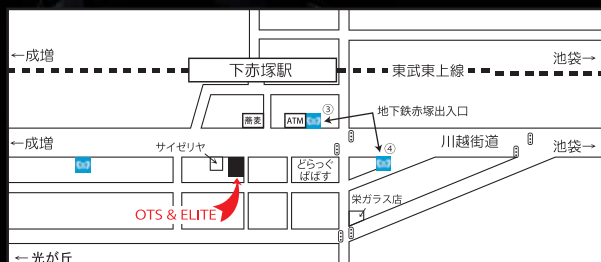 ←成増
下赤塚駅
東武東上線
池袋→
蕎麦
ATM
③
地下鉄赤塚出入口
←成増
川越街道
池袋→
サイゼリヤ
どらっぐ
ぱぱす
④
OTS & ELITE
栄ガラス店
←光が丘